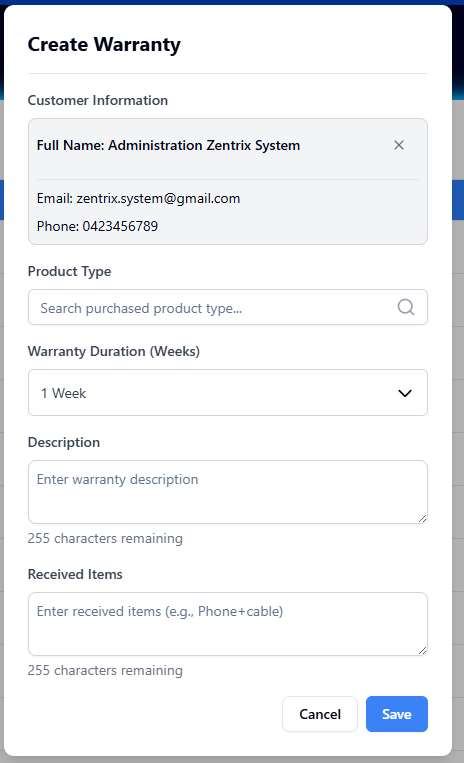 Create Warranty
Customer Information
Full Name: Administration Zentrix System
Email: zentrix.system@gmail.com
Phone: 0423456789
Product Type
Search purchased product type...
Warranty Duration (Weeks)
1 Week
Description
Enter warranty description
255 characters remaining
Received Items
Enter received items (e.g., Phone+cable)
255 characters remaining
Cancel
Save